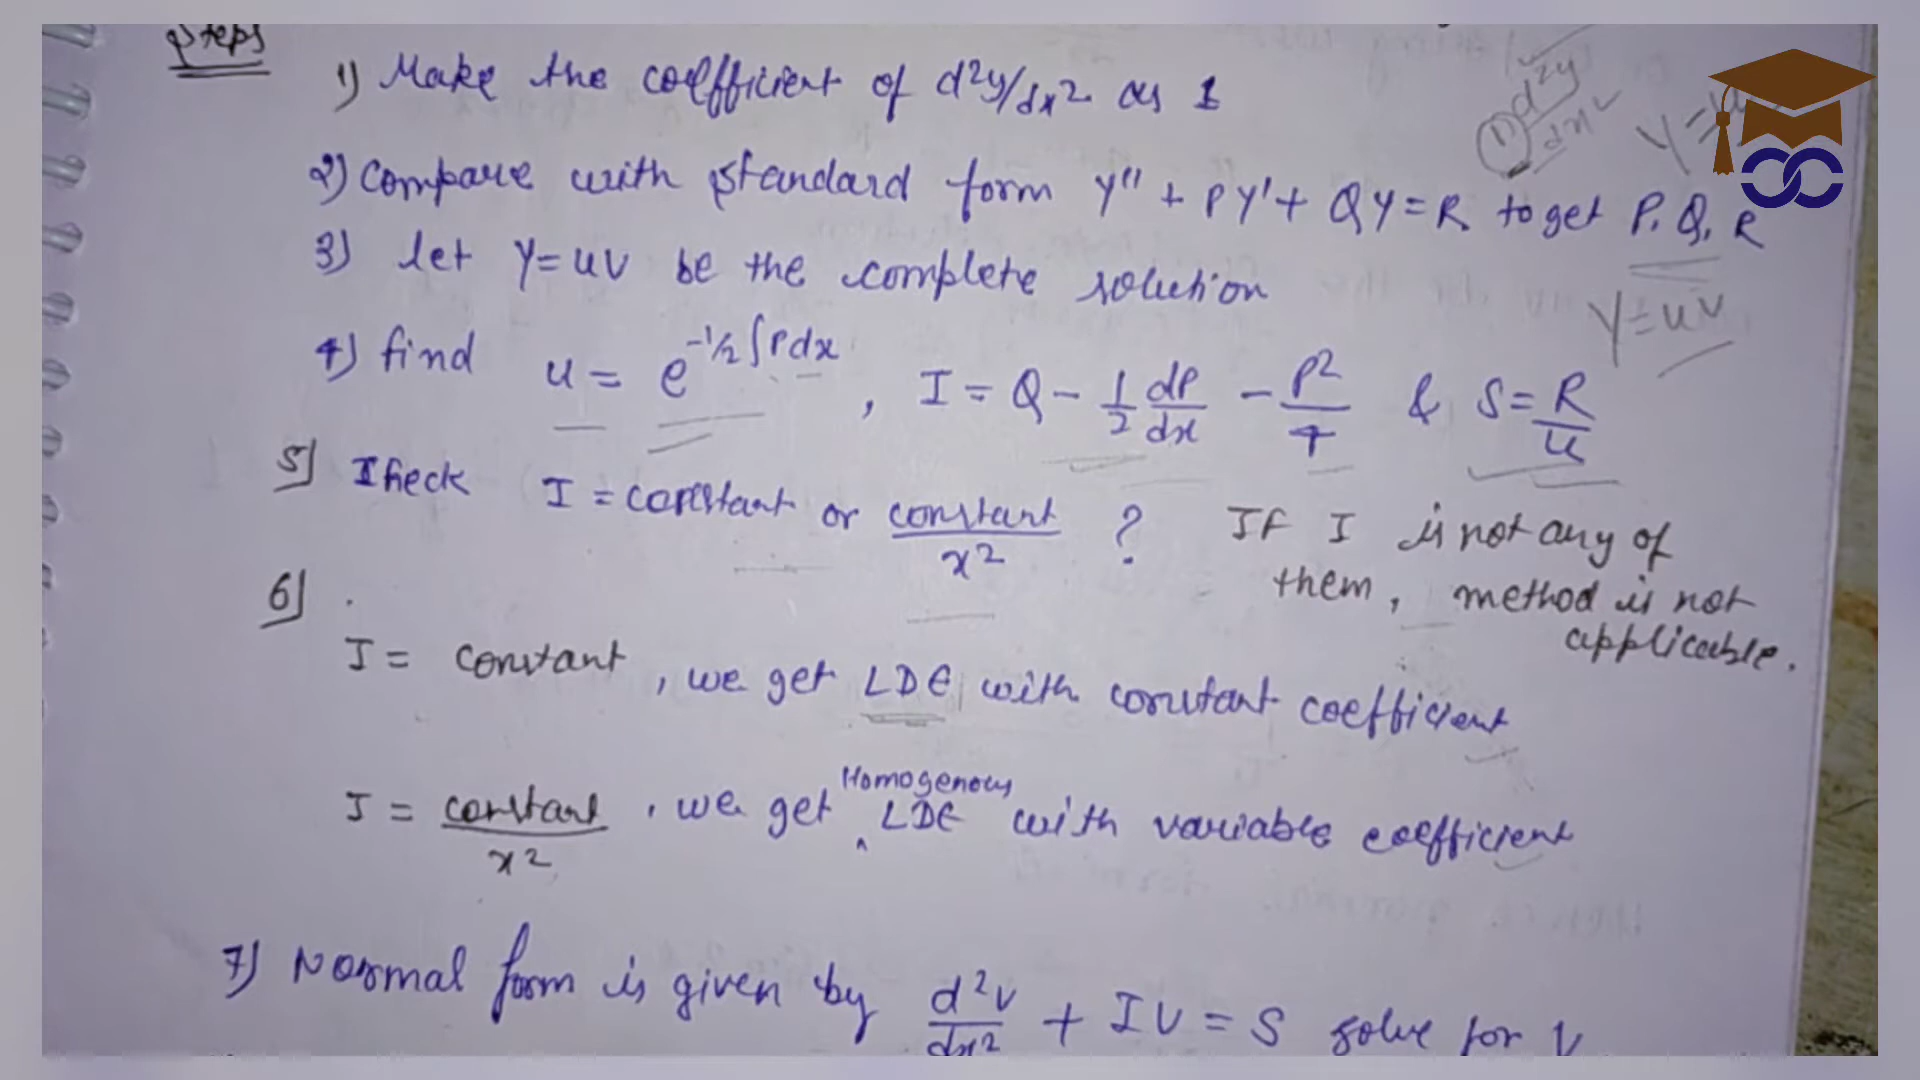 Steps
1) Make the coefficient of d²y/dx² as 1
2) Compare with standard form y'' + Py' + Qy = R to get P, Q, R
3) let y = uv be the complete solution
y = uv
4) find u = e^{-1/2 ∫Pdx} , I = Q - 1/2 dP/dx - P²/4 & S = R/u
5) Check I = constant or constant/x² ? If I is not any of
them, method is not
applicable.
6)
I = constant, we get LDE with constant coefficient
Homogenous
I = constant/x² , we get LDE with variable coefficient
7) Normal form is given by d²v/dx² + Iv = S solve for v
① d²y/dx²